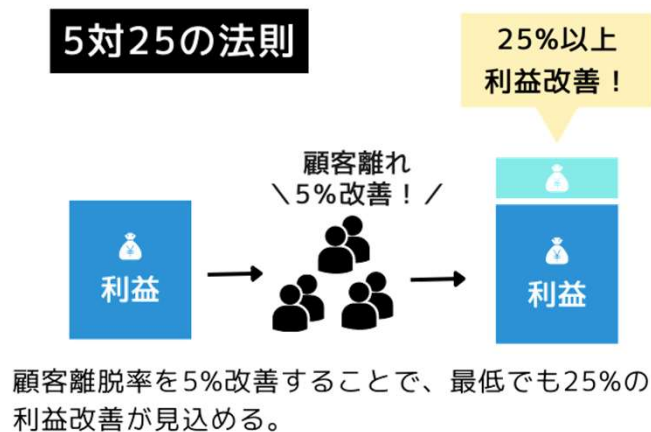 5対25の法則
25%以上
利益改善！
顧客離れ
＼5%改善！／
利益
利益
顧客離脱率を5%改善することで、最低でも25%の
利益改善が見込める。